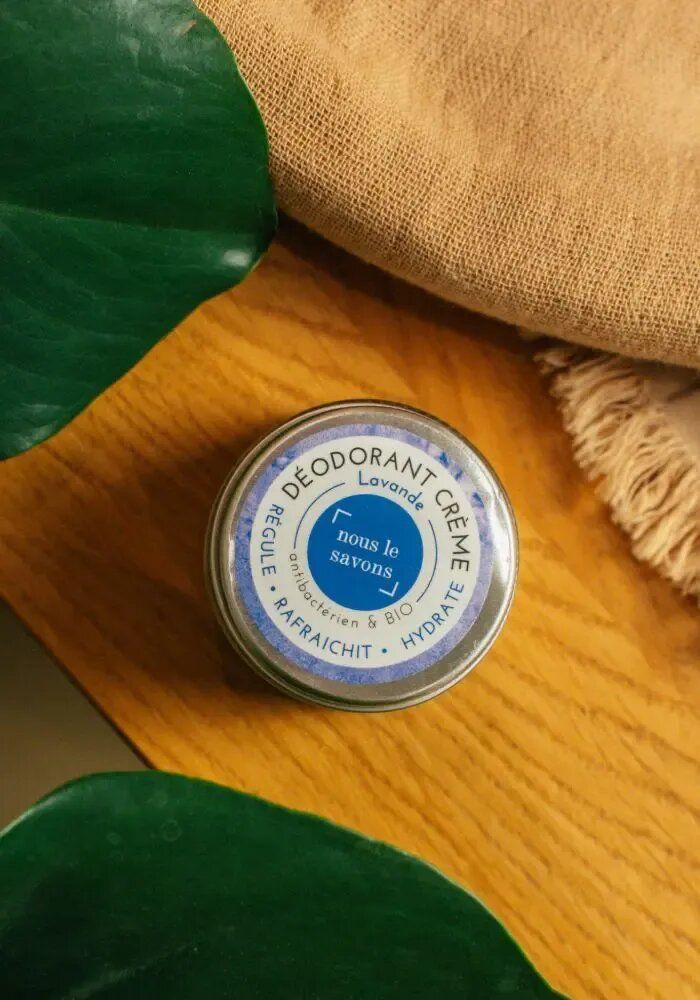 DÉODORANT CRÈME
Lavande
nous le
savons
antibactérien & BIO
RÉGULE • RAFRAICHIT • HYDRATE